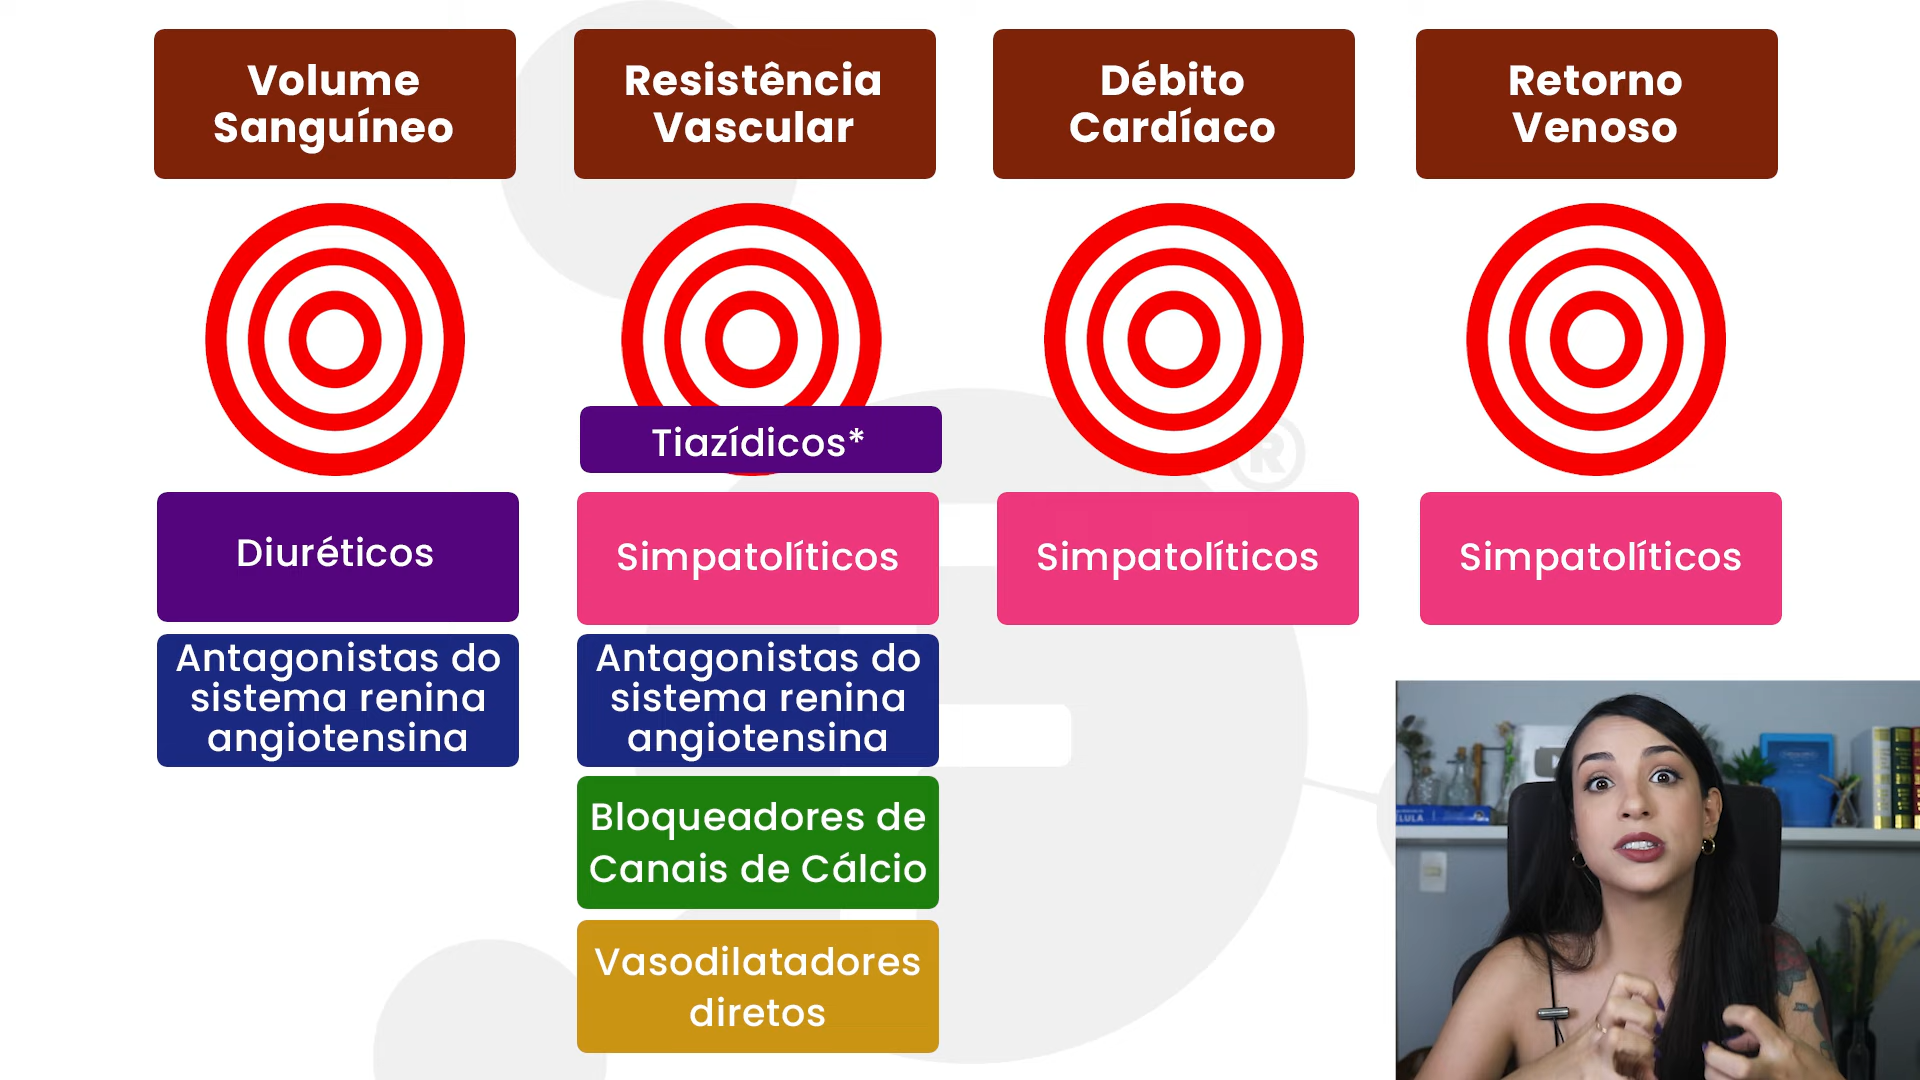 Volume
Sanguíneo
Resistência
Vascular
Débito
Cardíaco
Retorno
Venoso
Tiazídicos*
®
Diuréticos
Simpatolíticos
Simpatolíticos
Simpatolíticos
Antagonistas do
sistema renina
angiotensina
Antagonistas do
sistema renina
angiotensina
Bloqueadores de
Canais de Cálcio
Vasodilatadores
diretos